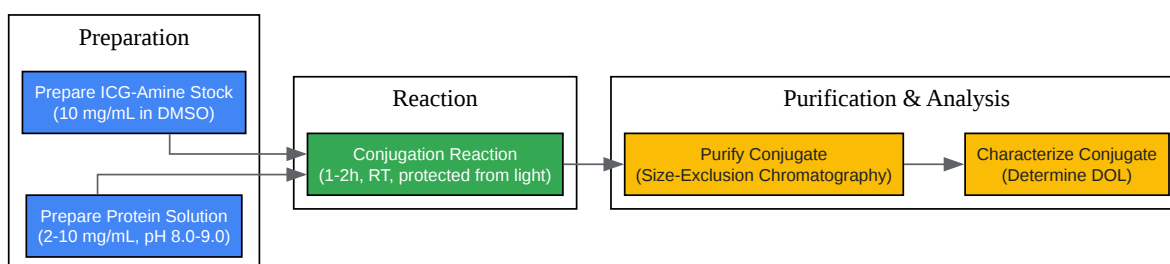 Preparation
Prepare ICG-Amine Stock
(10 mg/mL in DMSO)
Prepare Protein Solution
(2-10 mg/mL, pH 8.0-9.0)
Reaction
Conjugation Reaction
(1-2h, RT, protected from light)
Purification & Analysis
Purify Conjugate
(Size-Exclusion Chromatography)
Characterize Conjugate
(Determine DOL)